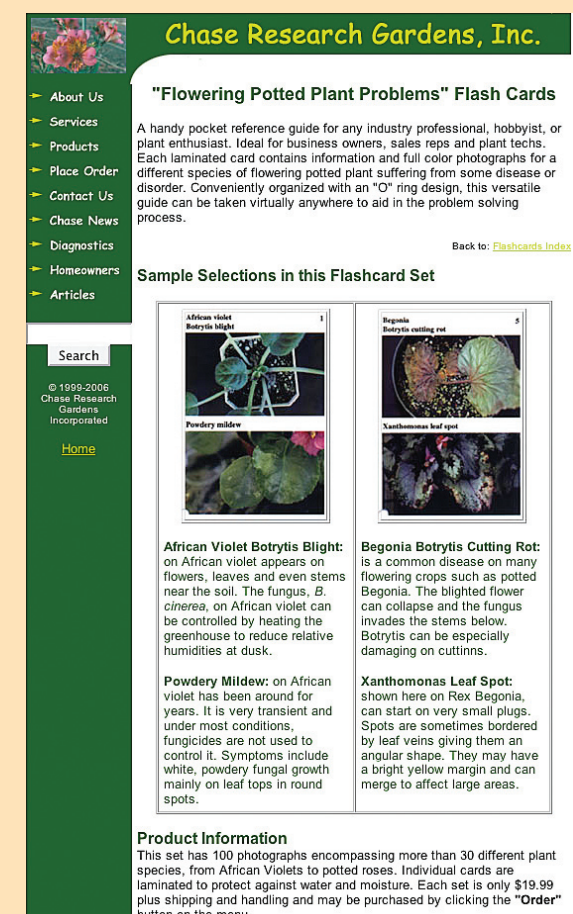 Chase Research Gardens, Inc.
About Us
Services
Products
Place Order
Contact Us
Chase News
Diagnostics
Homeowners
Articles
Search
© 1999-2006
Chase Research
Gardens
Incorporated
Home
"Flowering Potted Plant Problems" Flash Cards
A handy pocket reference guide for any industry professional, hobbyist, or
plant enthusiast. Ideal for business owners, sales reps and plant techs.
Each laminated card contains information and full color photographs for a
different species of flowering potted plant suffering from some disease or
disorder. Conveniently organized with an "O" ring design, this versatile
guide can be taken virtually anywhere to aid in the problem solving
process.
Back to: Flashcards Index
Sample Selections in this Flashcard Set
African violet 1
Botrytis blight
Powdery mildew
African Violet Botrytis Blight:
on African violet appears on
flowers, leaves and even stems
near the soil. The fungus, B.
cinerea, on African violet can
be controlled by heating the
greenhouse to reduce relative
humidities at dusk.
Powdery Mildew: on African
violet has been around for
years. It is very transient and
under most conditions,
fungicides are not used to
control it. Symptoms include
white, powdery fungal growth
mainly on leaf tops in round
spots.
Begonia 5
Botrytis cutting rot
Xanthomonas leaf spot
Begonia Botrytis Cutting Rot:
is a common disease on many
flowering crops such as potted
Begonia. The blighted flower
can collapse and the fungus
invades the stems below.
Botrytis can be especially
damaging on cuttinns.
Xanthomonas Leaf Spot:
shown here on Rex Begonia,
can start on very small plugs.
Spots are sometimes bordered
by leaf veins giving them an
angular shape. They may have
a bright yellow margin and can
merge to affect large areas.
Product Information
This set has 100 photographs encompassing more than 30 different plant
species, from African Violets to potted roses. Individual cards are
laminated to protect against water and moisture. Each set is only $19.99
plus shipping and handling and may be purchased by clicking the "Order"
button on the menu.